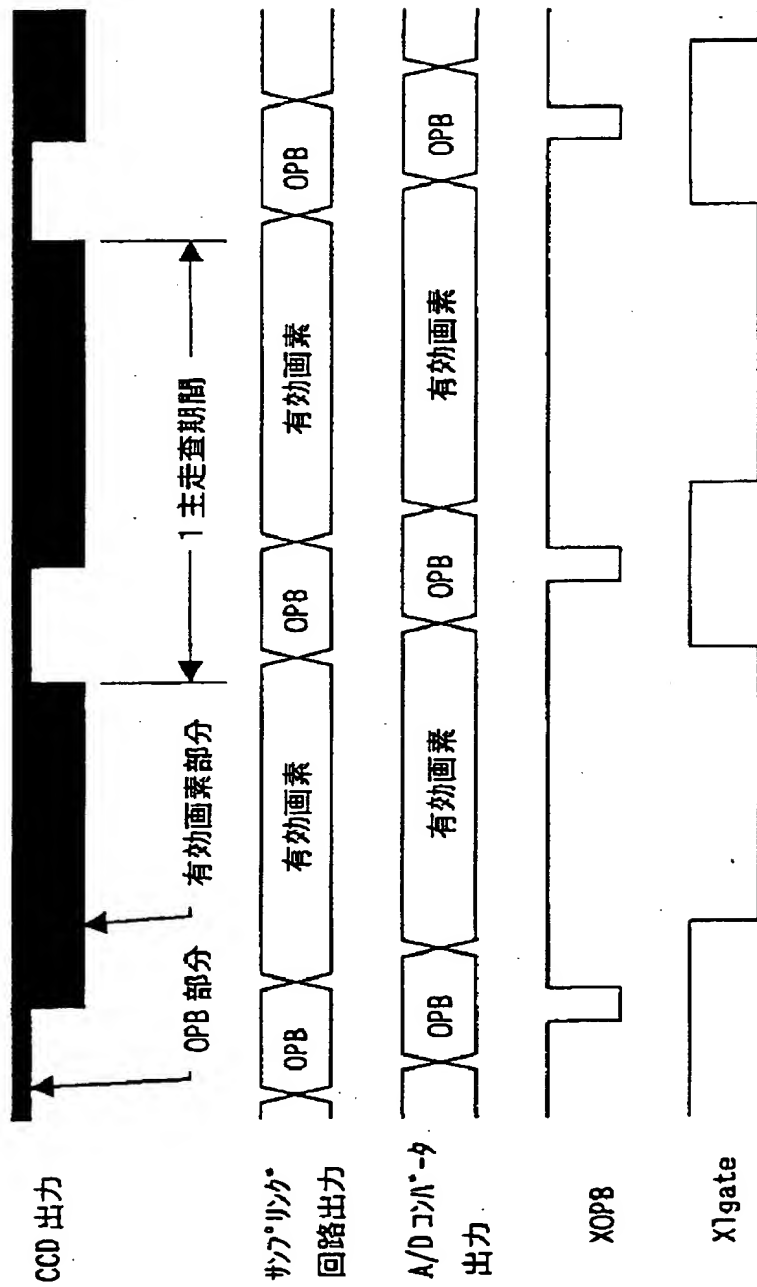 CCD 出力
OPB 部分
有効画素部分
1 主走査期間
サンプリング
回路出力
OPB
有効画素
OPB
有効画素
OPB
A/D コンバータ
出力
OPB
有効画素
OPB
有効画素
OPB
XOPB
X1gate